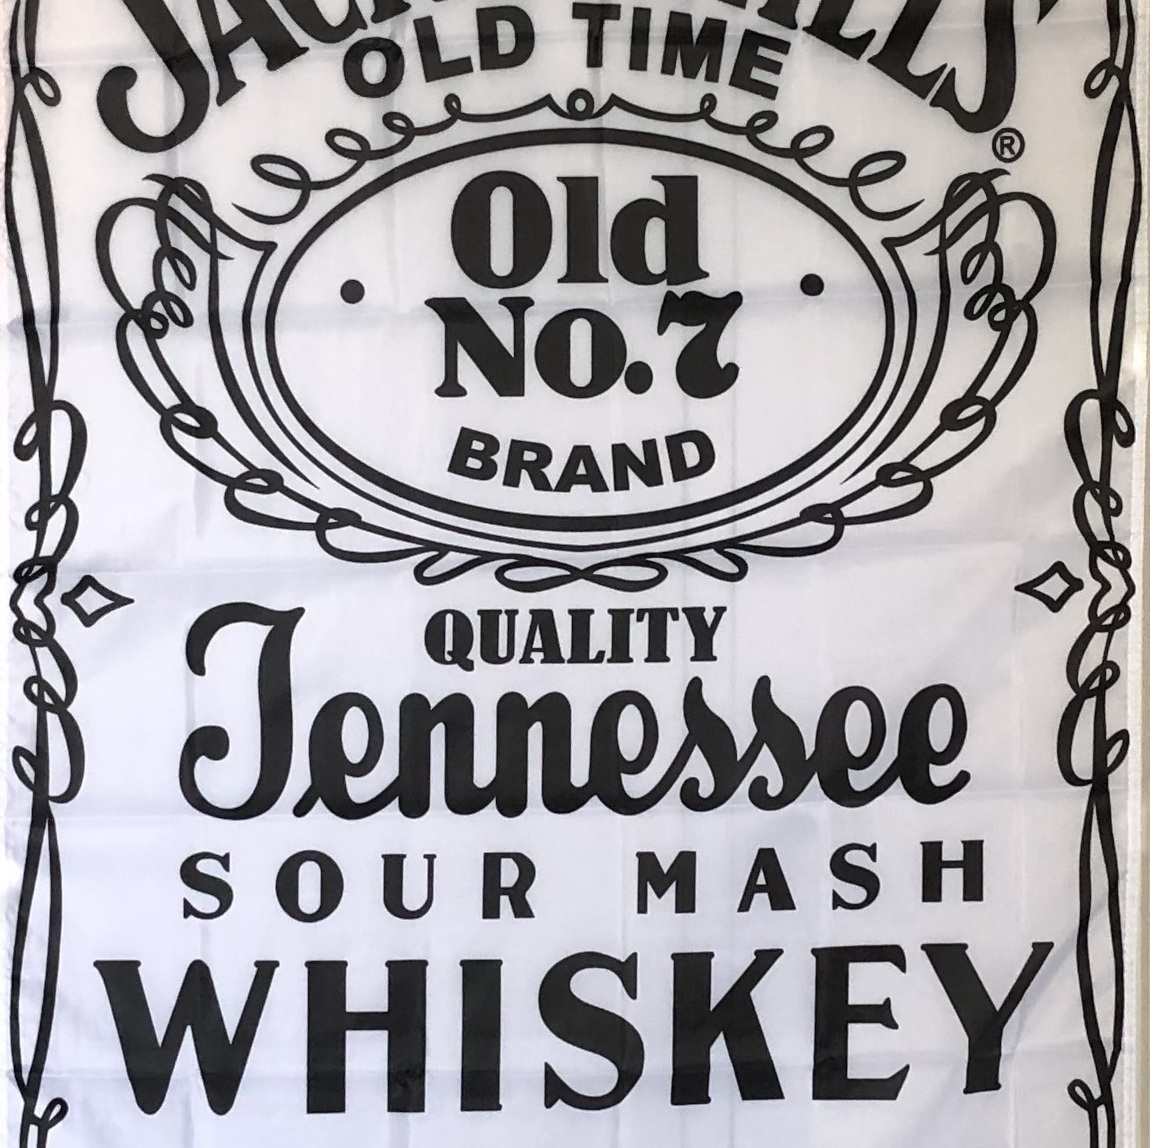 OLD TIME
®
Old
No.7
BRAND
QUALITY
Tennessee
SOUR MASH
WHISKEY